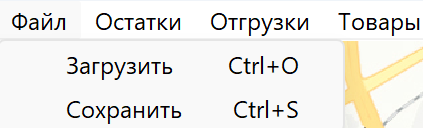 Файл Остатки Отгрузки Товары
Загрузить Ctrl+O
Сохранить Ctrl+S